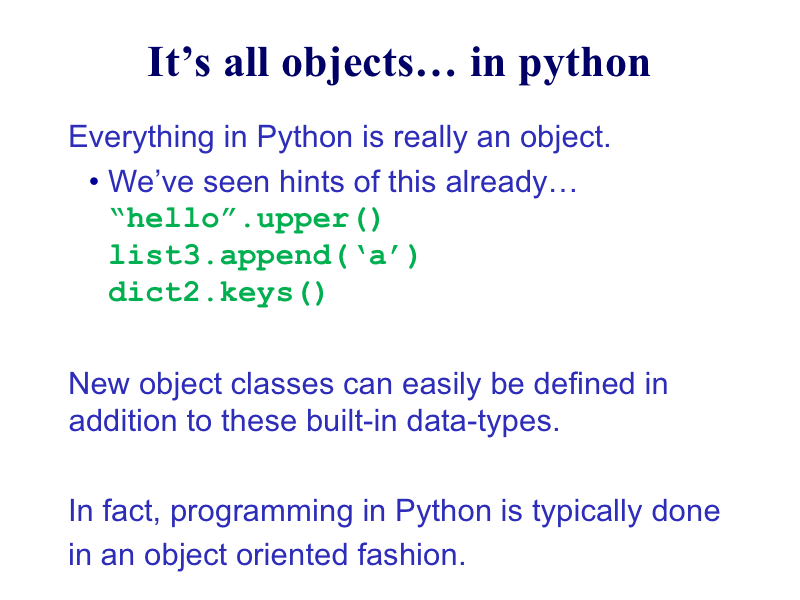 It’s all objects… in python
Everything in Python is really an object.
• We’ve seen hints of this already…
“hello”.upper()
list3.append(‘a’)
dict2.keys()
New object classes can easily be defined in
addition to these built-in data-types.
In fact, programming in Python is typically done
in an object oriented fashion.